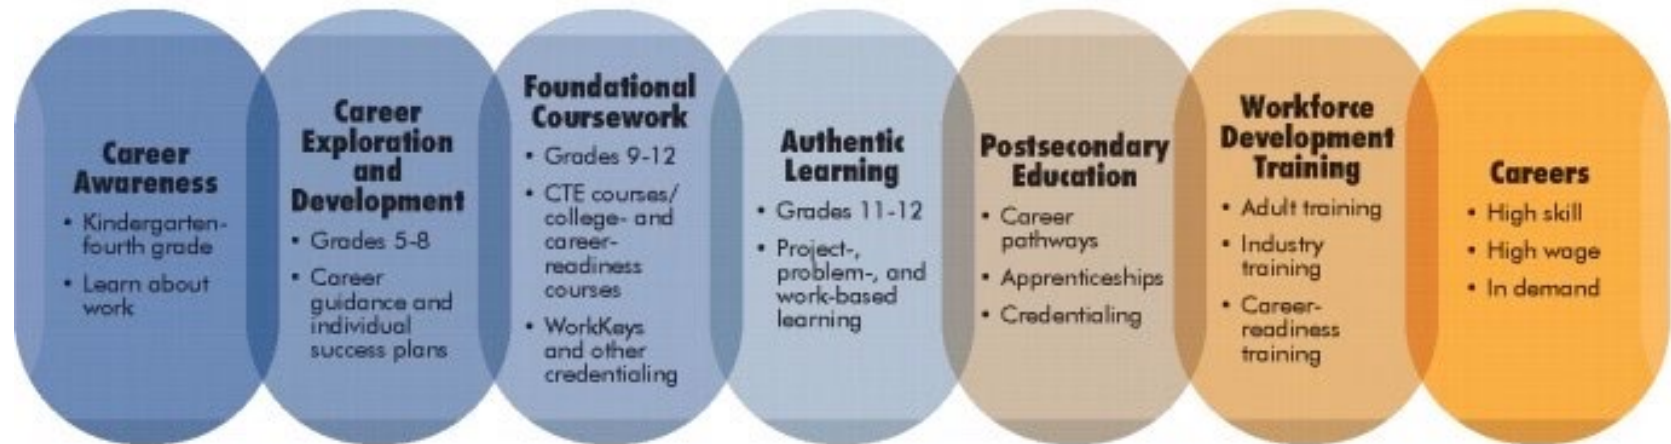 Career
Awareness
• Kindergarten-
fourth grade
• Learn about
work
Career
Exploration
and
Development
• Grades 5-8
• Career
guidance and
individual
success plans
Foundational
Coursework
• Grades 9-12
• CTE courses/
college- and
career-
readiness
courses
• WorkKeys
and other
credentialing
Authentic
Learning
• Grades 11-12
• Project-,
problem-, and
work-based
learning
Postsecondary
Education
• Career
pathways
• Apprenticeships
• Credentialing
Workforce
Development
Training
• Adult training
• Industry
training
• Career-
readiness
training
Careers
• High skill
• High wage
• In demand